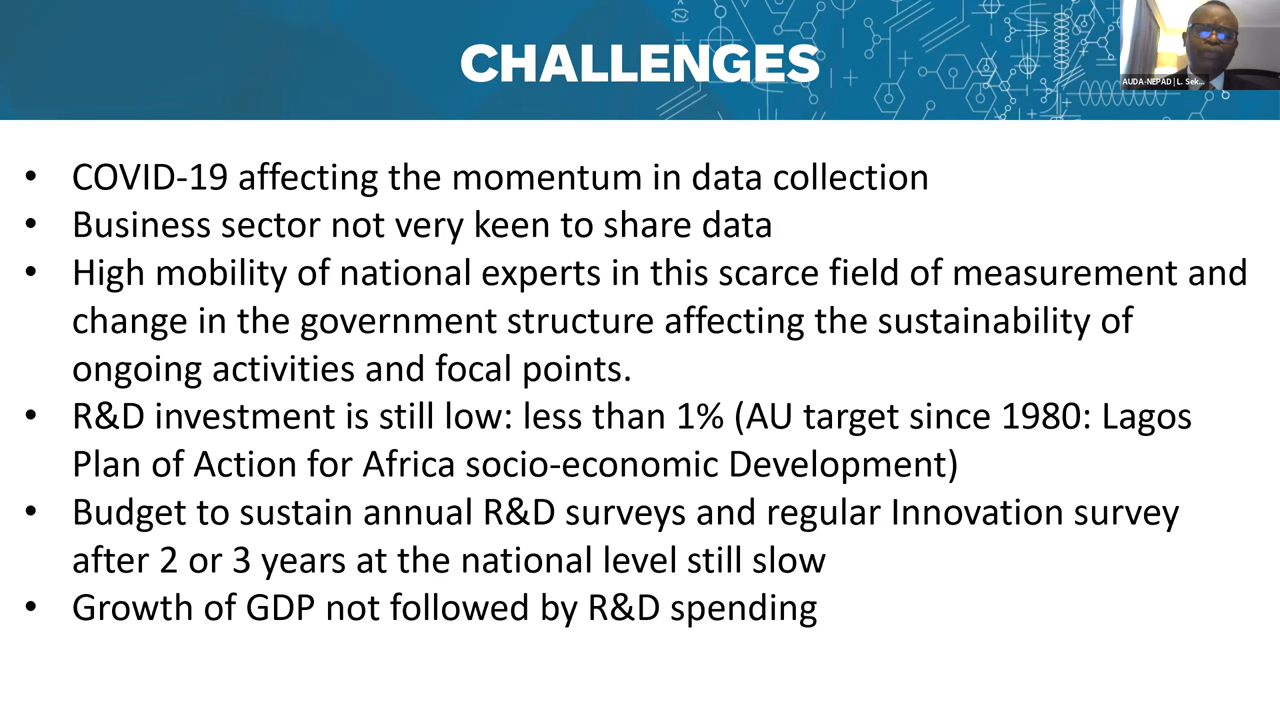 CHALLENGES
AUDA-NEPAD | L. Sek...
• COVID-19 affecting the momentum in data collection
• Business sector not very keen to share data
• High mobility of national experts in this scarce field of measurement and
change in the government structure affecting the sustainability of
ongoing activities and focal points.
• R&D investment is still low: less than 1% (AU target since 1980: Lagos
Plan of Action for Africa socio-economic Development)
• Budget to sustain annual R&D surveys and regular Innovation survey
after 2 or 3 years at the national level still slow
• Growth of GDP not followed by R&D spending